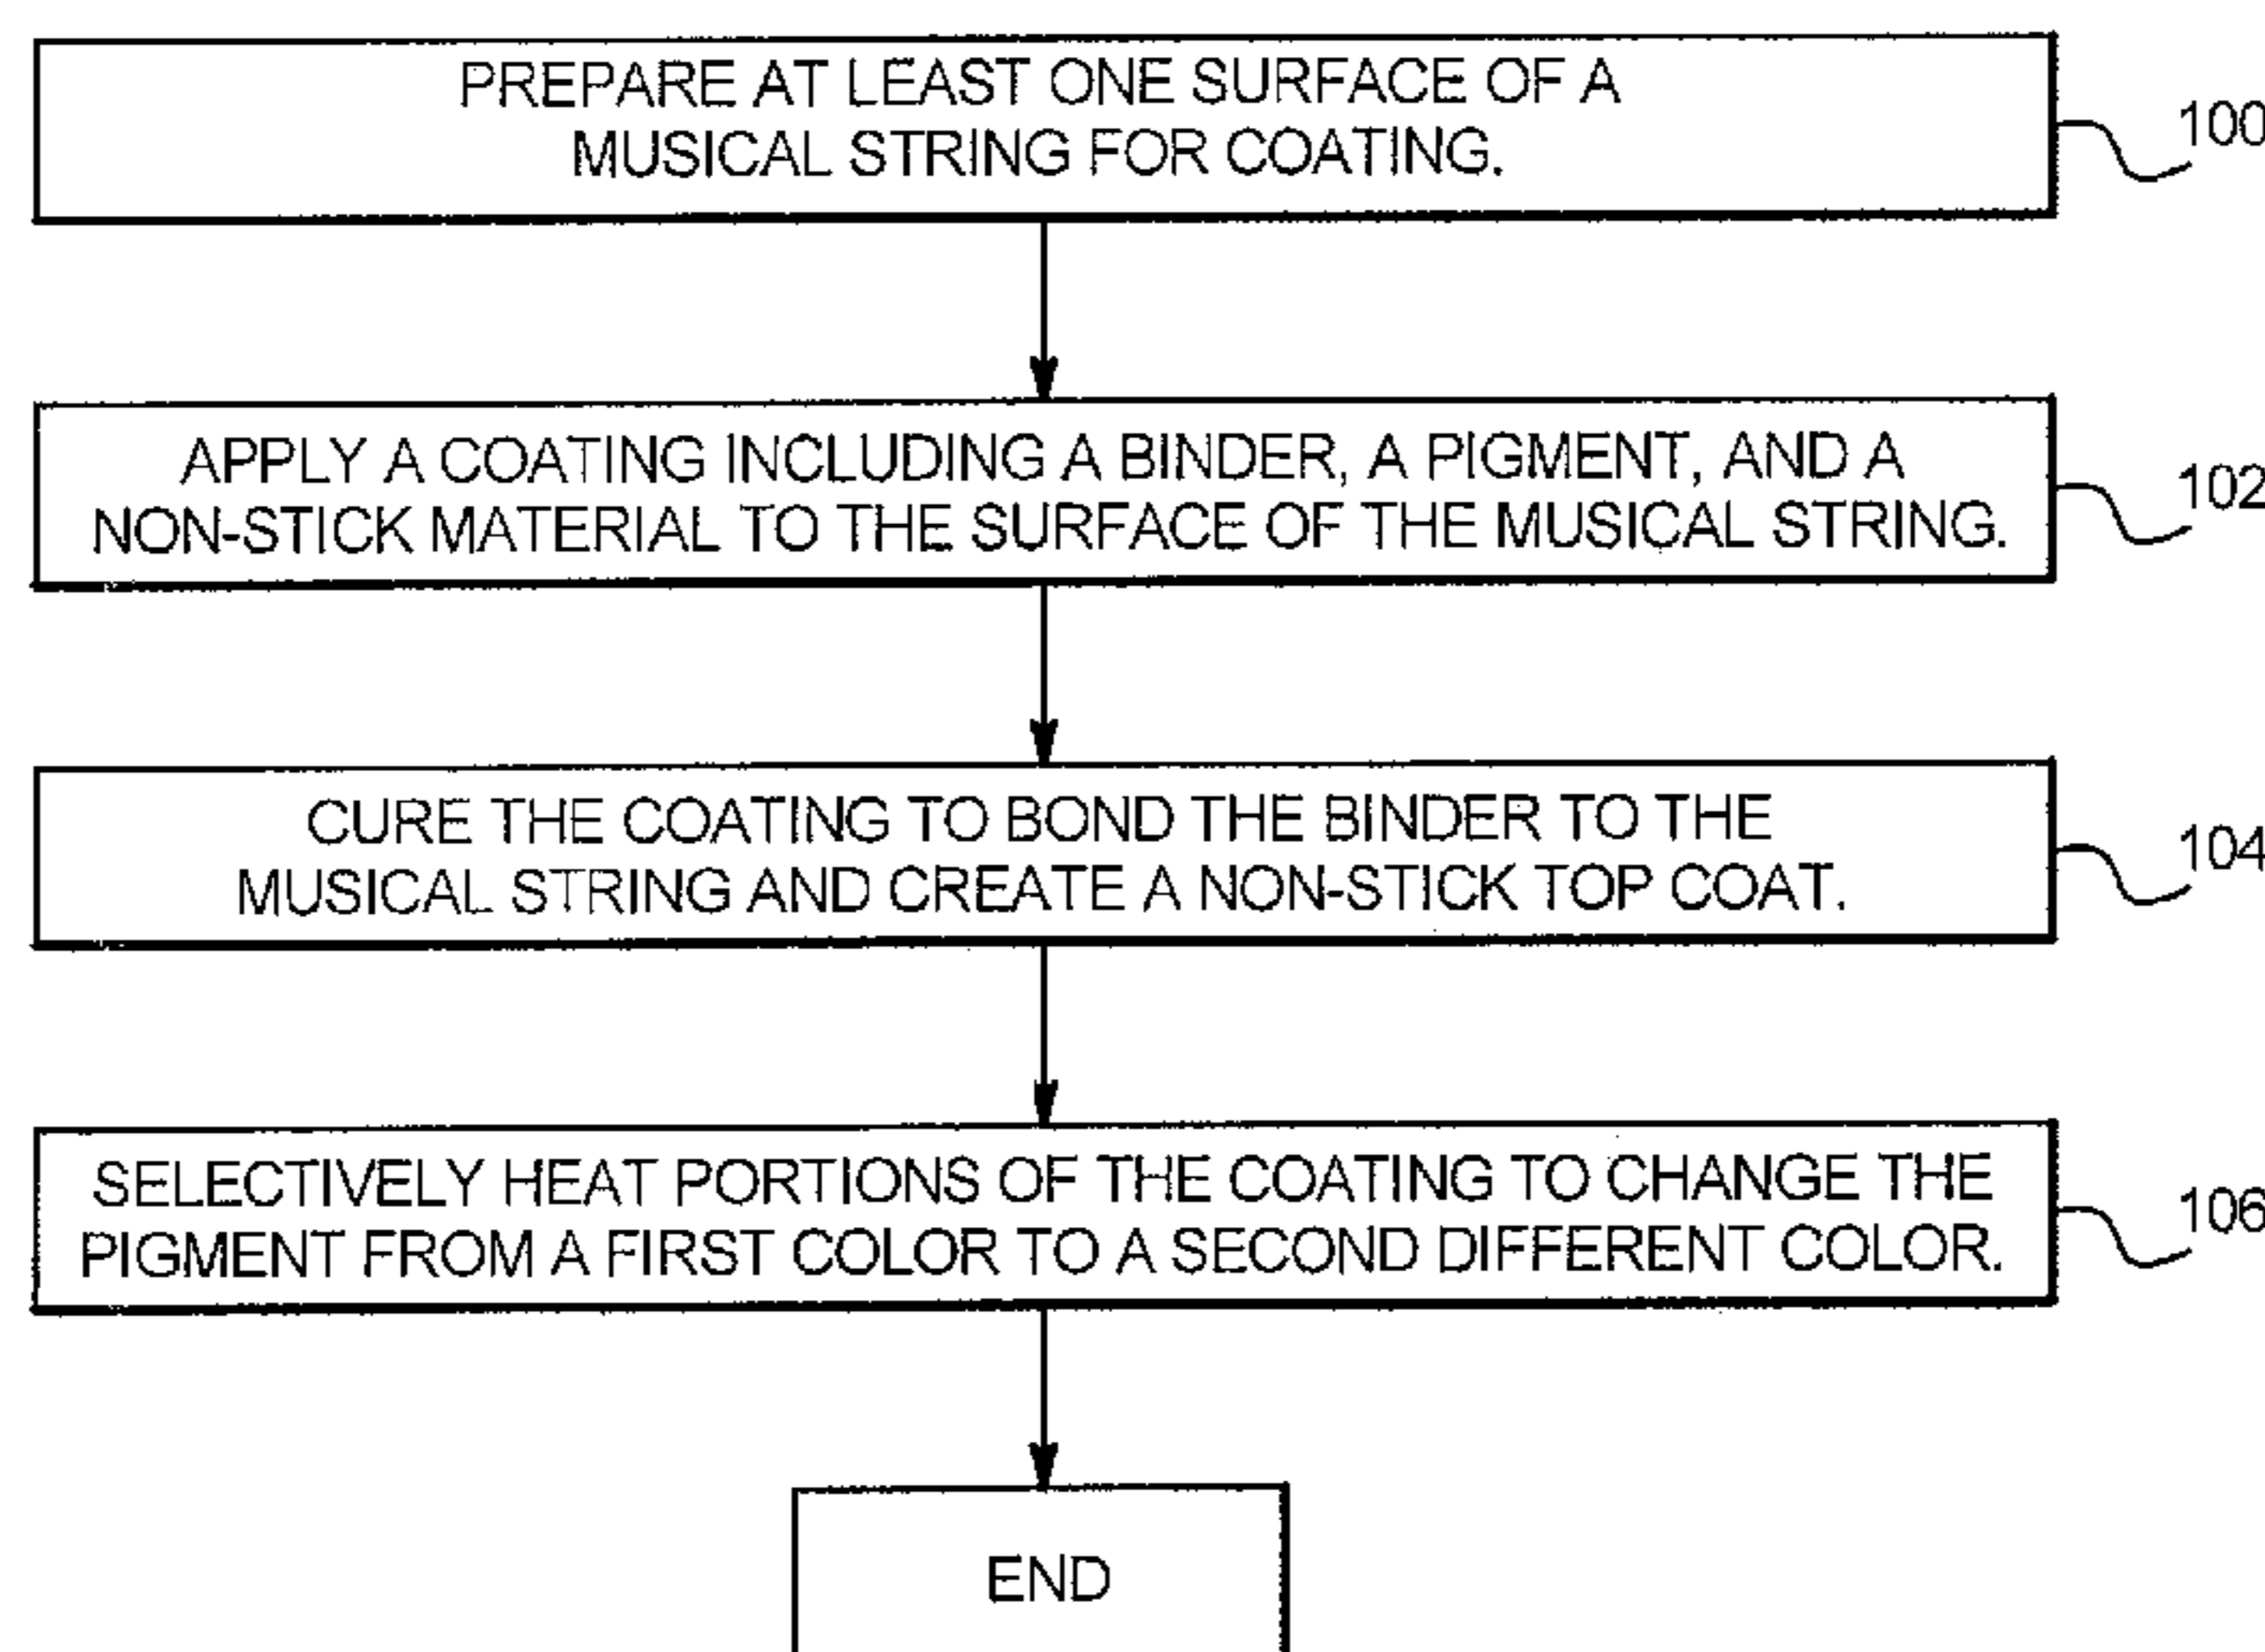 PREPARE AT LEAST ONE SURFACE OF A
MUSICAL STRING FOR COATING.
100
APPLY A COATING INCLUDING A BINDER, A PIGMENT, AND A
NON-STICK MATERIAL TO THE SURFACE OF THE MUSICAL STRING.
102
CURE THE COATING TO BOND THE BINDER TO THE
MUSICAL STRING AND CREATE A NON-STICK TOP COAT.
104
SELECTIVELY HEAT PORTIONS OF THE COATING TO CHANGE THE
PIGMENT FROM A FIRST COLOR TO A SECOND DIFFERENT COLOR.
106
END